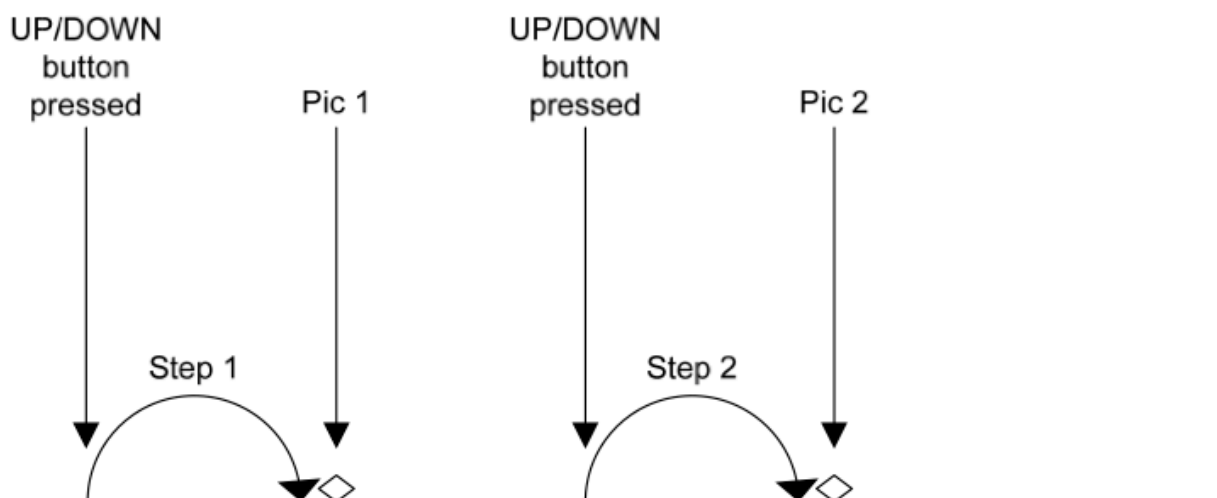 UP/DOWN
button
pressed
Pic 1
UP/DOWN
button
pressed
Pic 2
Step 1
Step 2